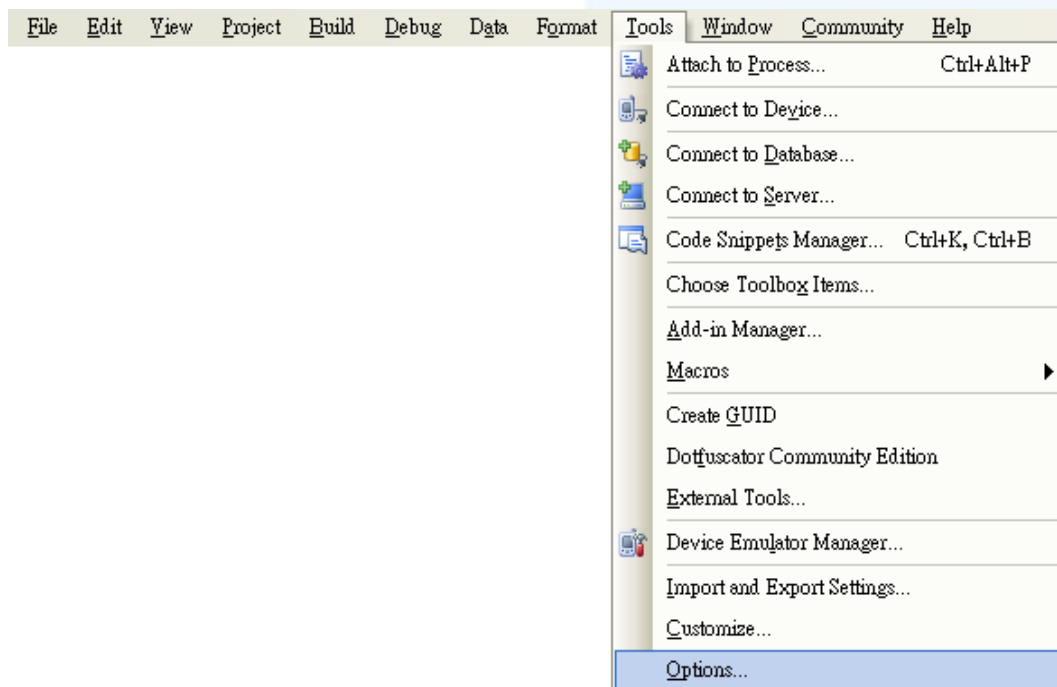 File Edit View Project Build Debug Data Format Tools Window Community Help
Attach to Process... Ctrl+Alt+P
Connect to Device...
Connect to Database...
Connect to Server...
Code Snippets Manager... Ctrl+K, Ctrl+B
Choose Toolbox Items...
Add-in Manager...
Macros
Create GUID
Dotfuscator Community Edition
External Tools...
Device Emulator Manager...
Import and Export Settings...
Customize...
Options...